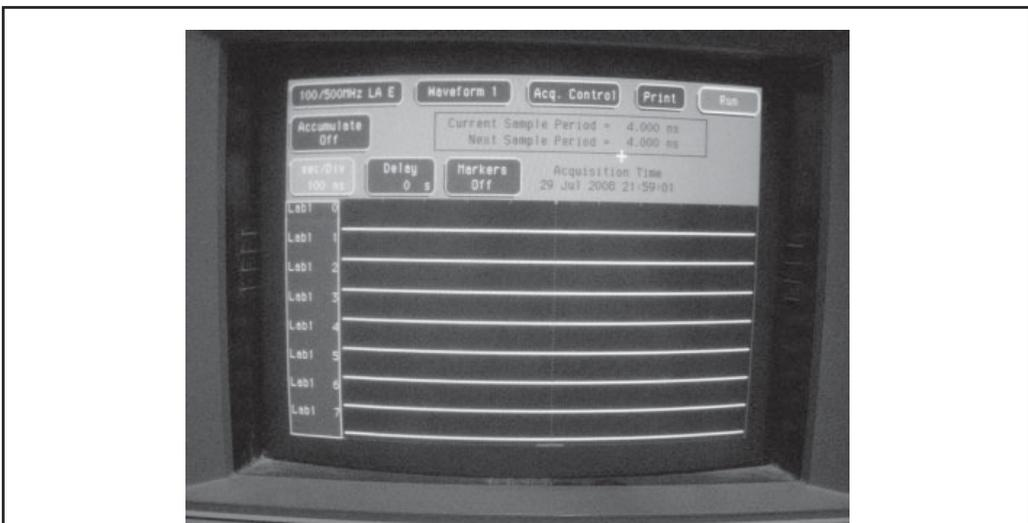 100/500MHz LA E Waveform 1 Acq. Control Print Run
Accumulate
Off
Current Sample Period = 4.000 ns
Next Sample Period = 4.000 ns
sec/Div
100 ns
Delay
0 s
Markers
Off
Acquisition Time
29 Jul 2006 21:59:01
Lab1 0
Lab1 1
Lab1 2
Lab1 3
Lab1 4
Lab1 5
Lab1 6
Lab1 7